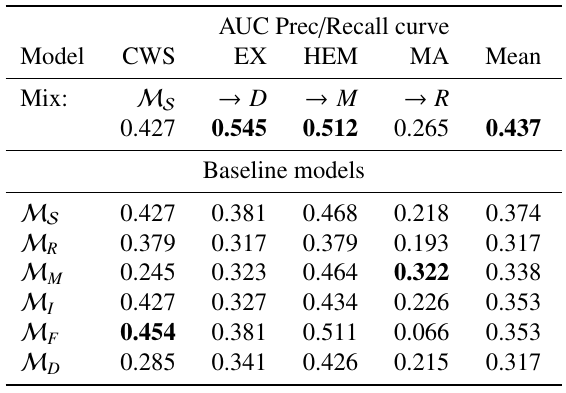 AUC Prec/Recall curve
Model CWS EX HEM MA Mean
Mix: ℳS → D → M → R
0.427 0.545 0.512 0.265 0.437
Baseline models
ℳS 0.427 0.381 0.468 0.218 0.374
ℳR 0.379 0.317 0.379 0.193 0.317
ℳM 0.245 0.323 0.464 0.322 0.338
ℳI 0.427 0.327 0.434 0.226 0.353
ℳF 0.454 0.381 0.511 0.066 0.353
ℳD 0.285 0.341 0.426 0.215 0.317